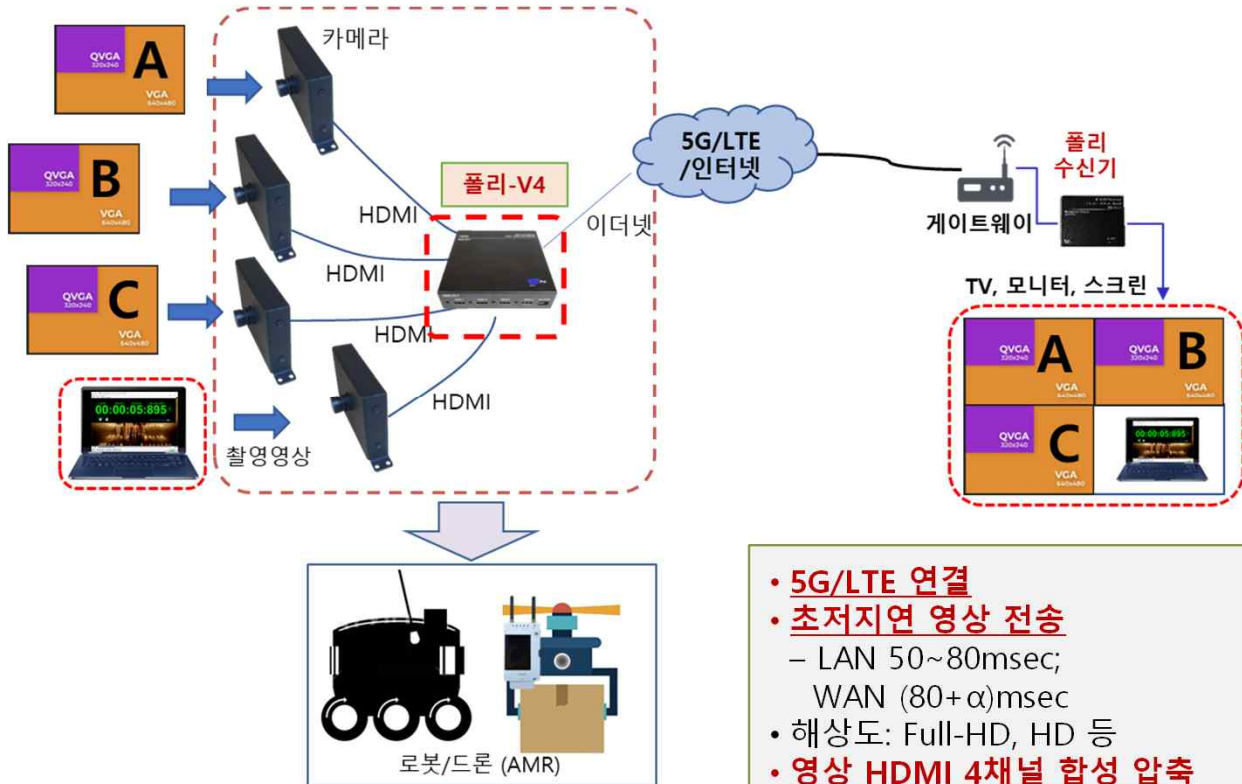 QVGA
320x240
A
VGA
640x480
카메라
QVGA
320x240
B
VGA
640x480
QVGA
320x240
C
VGA
640x480
00:00:05:895
촬영영상
HDMI
HDMI
HDMI
HDMI
폴리-V4
이더넷
5G/LTE
/인터넷
게이트웨이
폴리
수신기
TV, 모니터, 스크린
QVGA
320x240
A
VGA
640x480
QVGA
320x240
B
VGA
640x480
QVGA
320x240
C
VGA
640x480
00:00:05:895
로봇/드론 (AMR)
• 5G/LTE 연결
• 초저지연 영상 전송
– LAN 50~80msec;
WAN (80+α)msec
• 해상도: Full-HD, HD 등
• 영상 HDMI 4채널 합성 압축